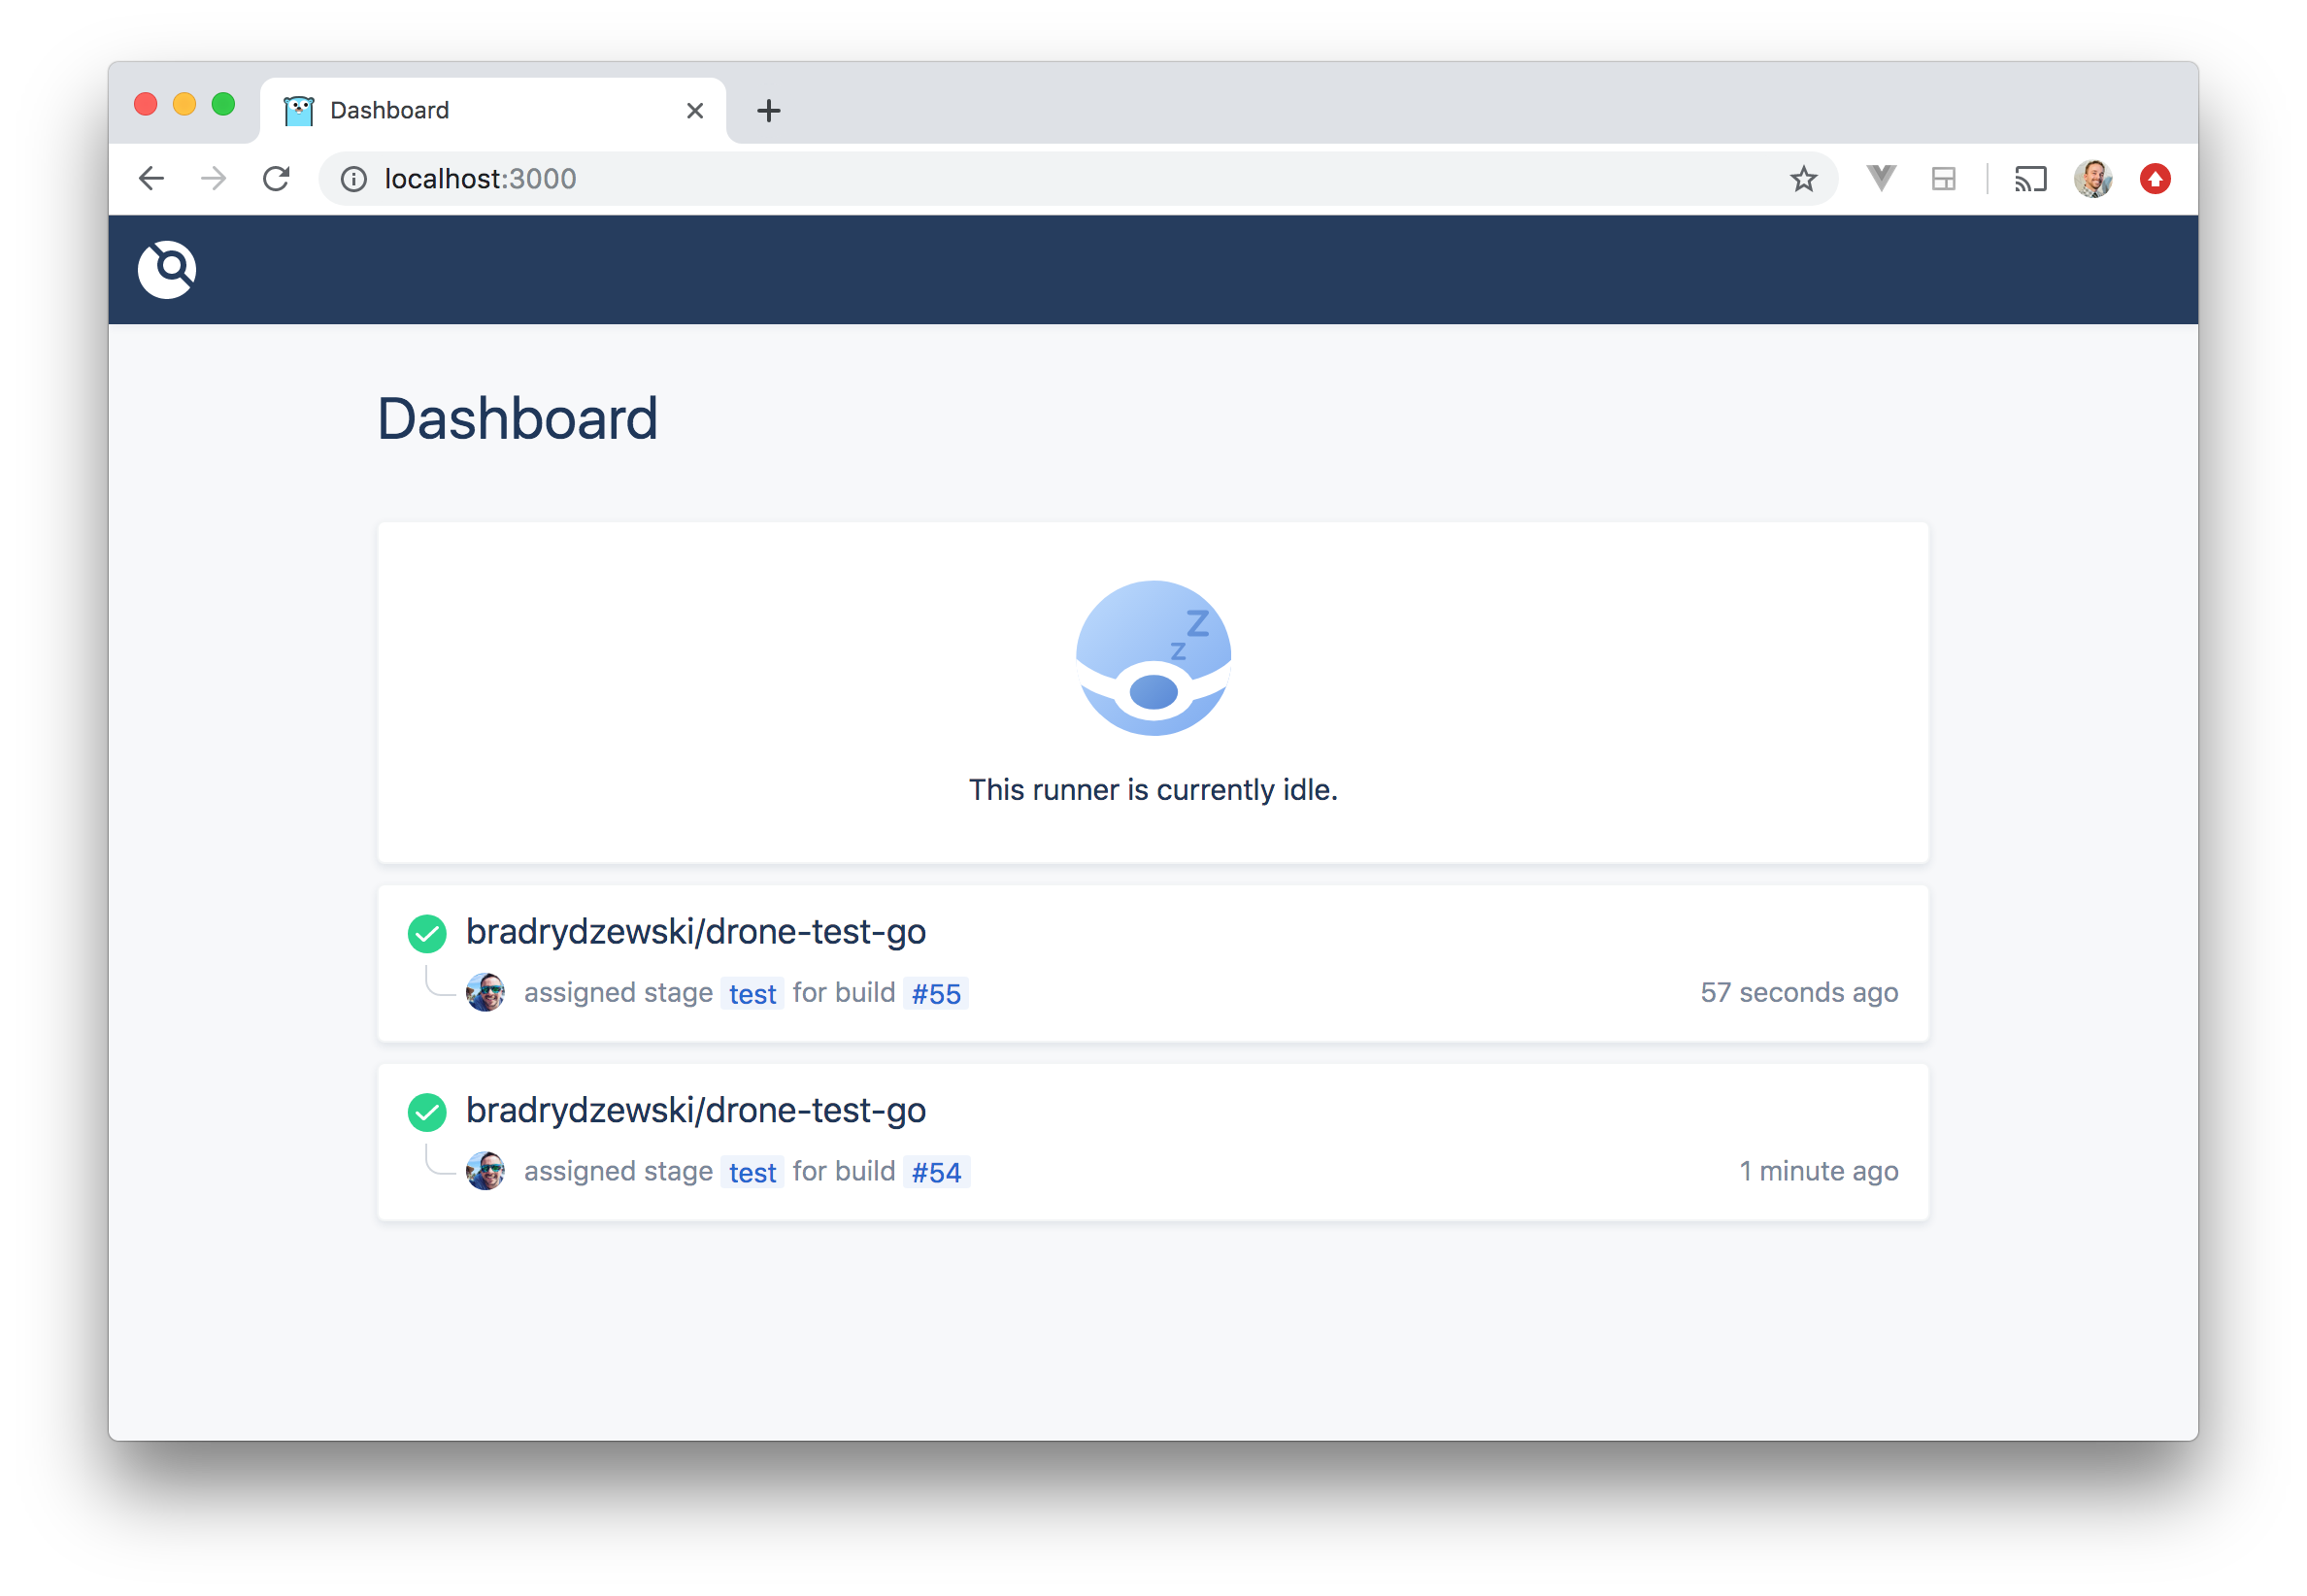 Dashboard
localhost:3000
Dashboard
z
z
This runner is currently idle.
bradrydzewski/drone-test-go
assigned stage test for build #55
57 seconds ago
bradrydzewski/drone-test-go
assigned stage test for build #54
1 minute ago